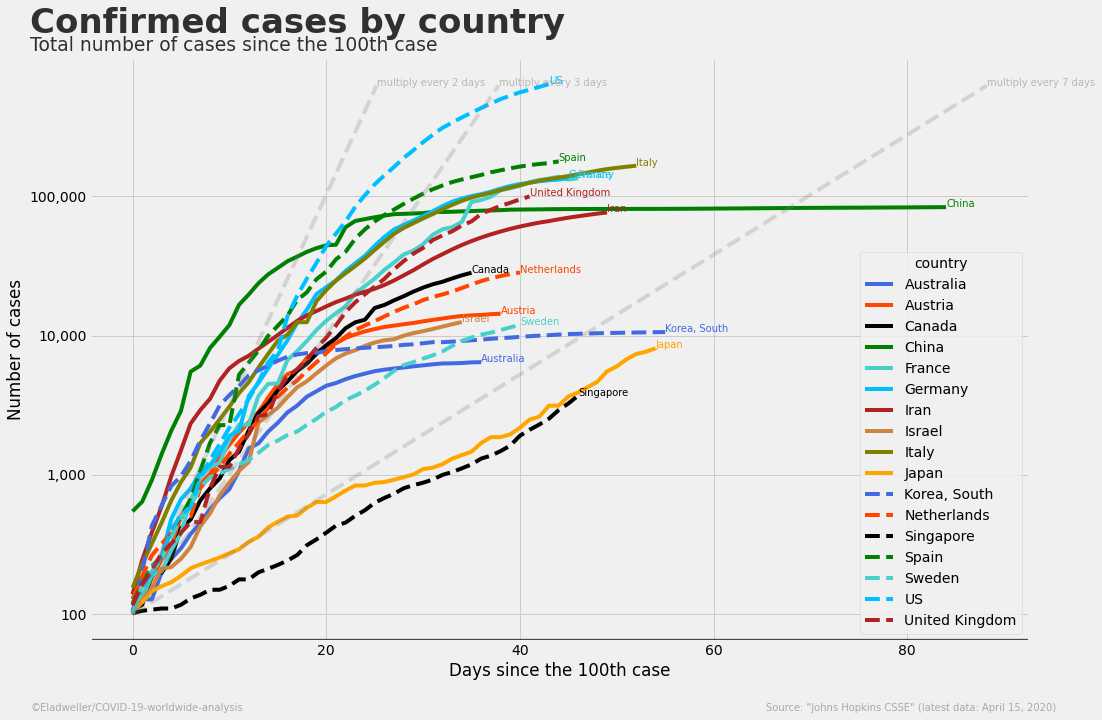 Confirmed cases by country
Total number of cases since the 100th case
multiply every 2 days
multiply every 3 days
US
multiply every 7 days
Spain
Italy
Germany
United Kingdom
Iran
China
Canada
Netherlands
Austria
Israel
Sweden
Korea, South
Japan
Australia
Singapore
100,000
10,000
1,000
100
Number of cases
0 20 40 60 80
Days since the 100th case
country
Australia
Austria
Canada
China
France
Germany
Iran
Israel
Italy
Japan
Korea, South
Netherlands
Singapore
Spain
Sweden
US
United Kingdom
©Eladweller/COVID-19-worldwide-analysis
Source: "Johns Hopkins CSSE" (latest data: April 15, 2020)